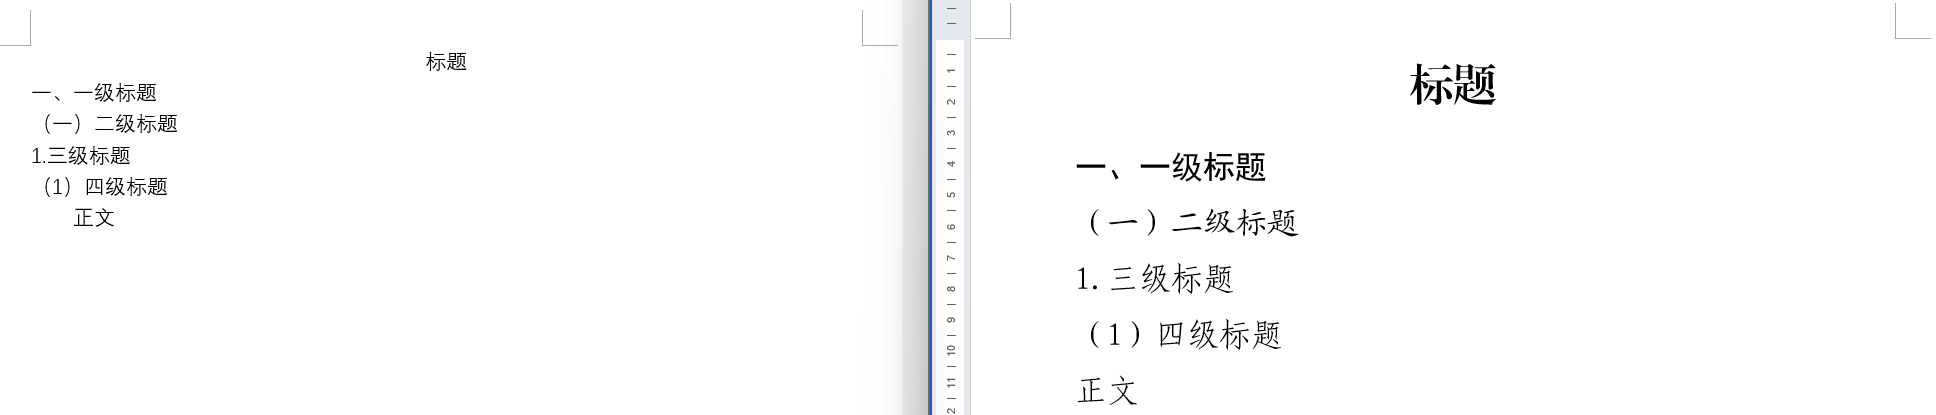 标题
一、一级标题
（一）二级标题
1.三级标题
（1）四级标题
正文
1
2
3
4
5
6
7
8
9
10
11
2
标题
一、一级标题
（一）二级标题
1.三级标题
（1）四级标题
正文